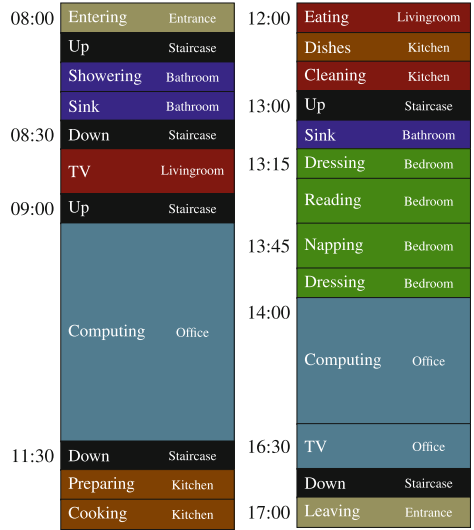 08:00 Entering Entrance
Up Staircase
Showering Bathroom
Sink Bathroom
08:30 Down Staircase
TV Livingroom
09:00 Up Staircase
Computing Office
11:30 Down Staircase
Preparing Kitchen
Cooking Kitchen
12:00 Eating Livingroom
Dishes Kitchen
Cleaning Kitchen
13:00 Up Staircase
Sink Bathroom
13:15 Dressing Bedroom
Reading Bedroom
13:45 Napping Bedroom
Dressing Bedroom
14:00
Computing Office
16:30 TV Office
Down Staircase
17:00 Leaving Entrance